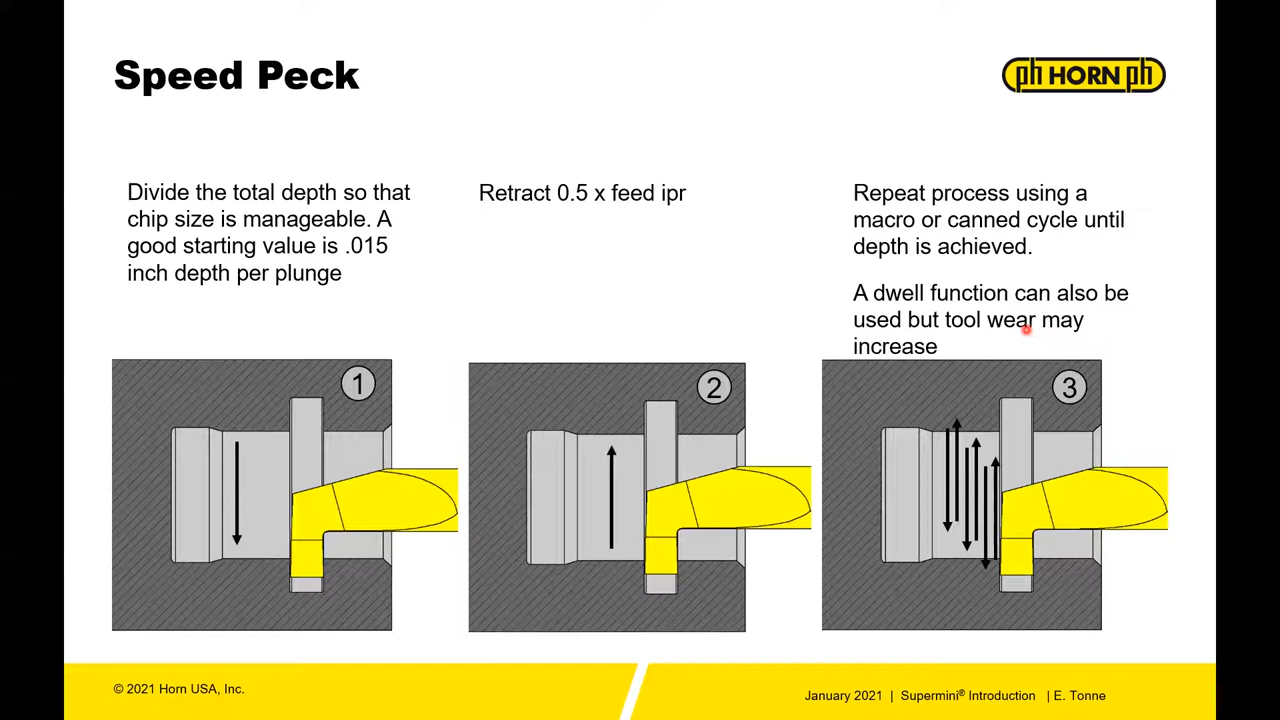 Speed Peck
ph HORN ph
Divide the total depth so that
chip size is manageable. A
good starting value is .015
inch depth per plunge
Retract 0.5 x feed ipr
Repeat process using a
macro or canned cycle until
depth is achieved.
A dwell function can also be
used but tool wear may
increase
1
2
3
© 2021 Horn USA, Inc.
January 2021 | Supermini® Introduction | E. Tonne